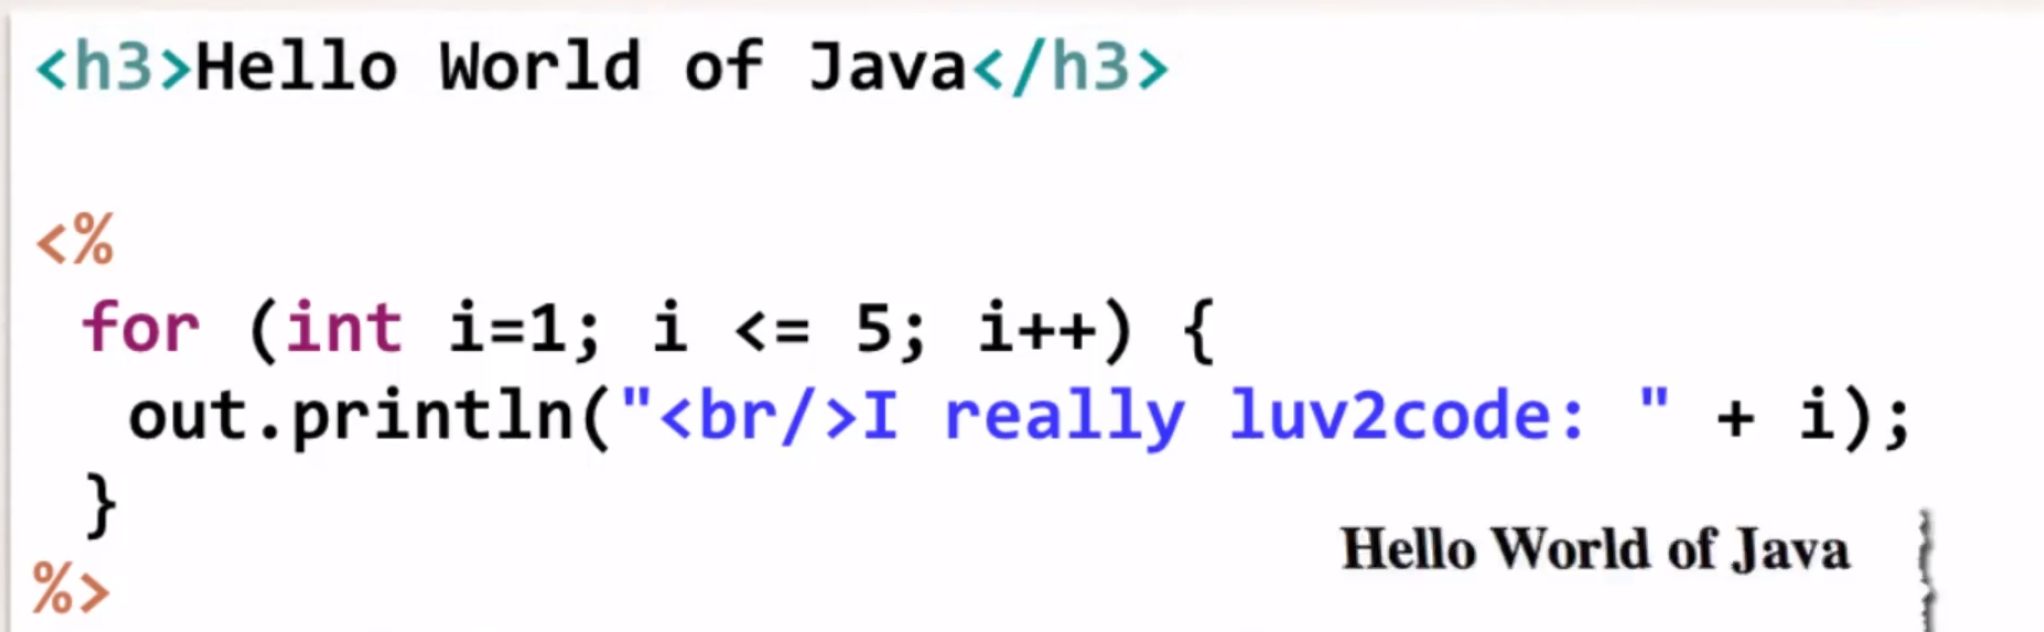 <h3>Hello World of Java</h3>
<%
for (int i=1; i <= 5; i++) {
out.println("<br/>I really luv2code: " + i);
}
%>
Hello World of Java